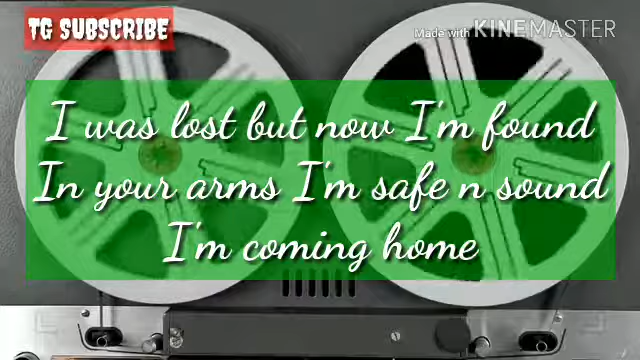 TG SUBSCRIBE
Made with KINEMASTER
I was lost but now I'm found
In your arms I'm safe n sound
I'm coming home